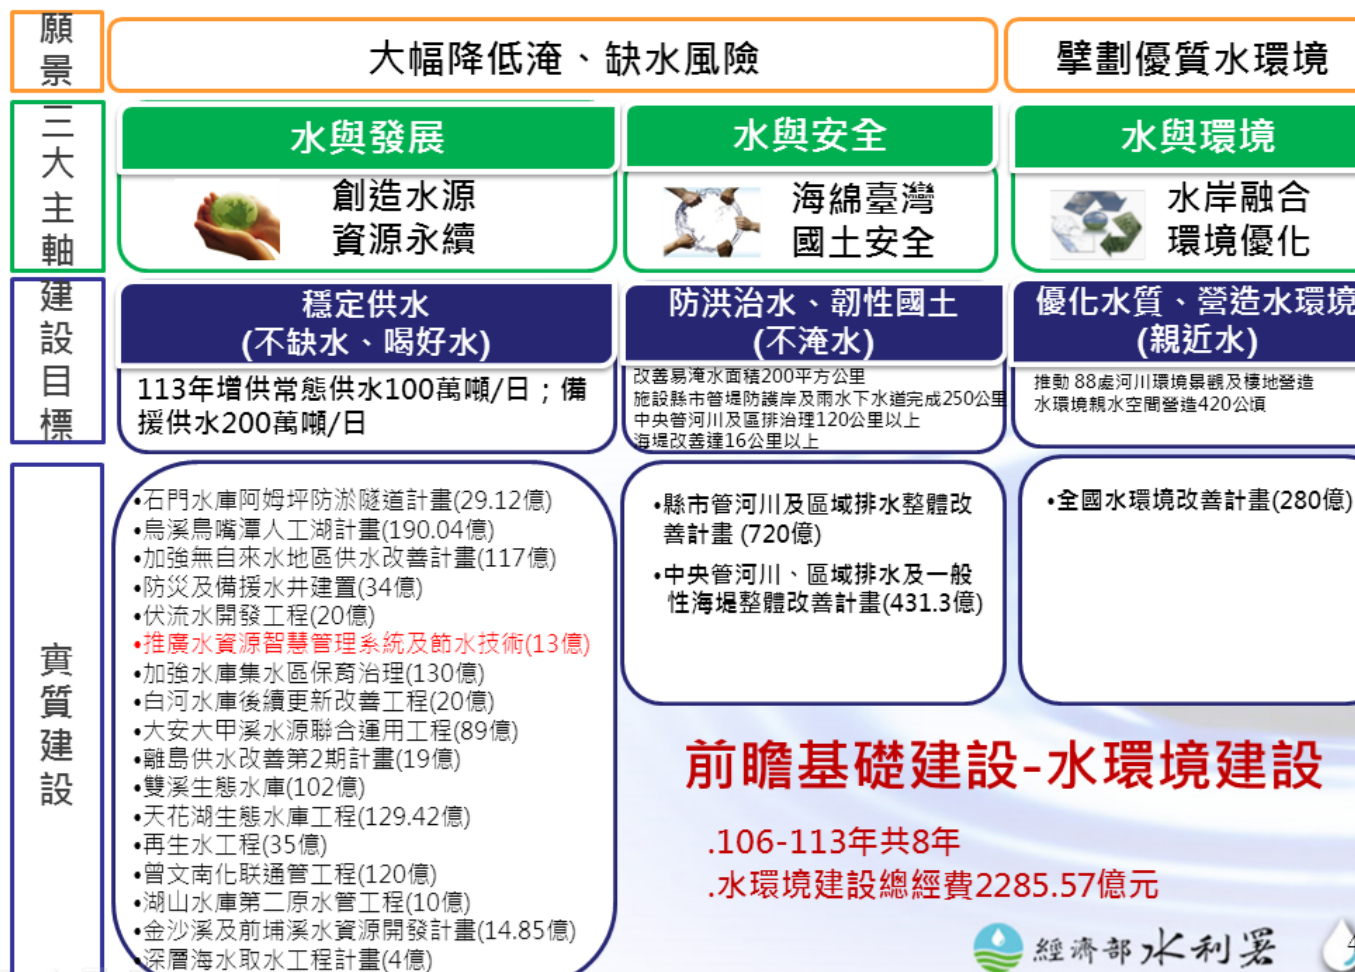 願景
大幅降低淹、缺水風險
擘劃優質水環境
三大主軸
水與發展
創造水源
資源永續
水與安全
海綿臺灣
國土安全
水與環境
水岸融合
環境優化
建設目標
穩定供水
(不缺水、喝好水)
113年增供常態供水100萬噸/日；備
援供水200萬噸/日
防洪治水、韌性國土
(不淹水)
改善易淹水面積200平方公里
施設縣市管堤防護岸及雨水下水道完成250公里
中央管河川及區排治理120公里以上
海堤改善達16公里以上
優化水質、營造水環境
(親近水)
推動 88處河川環境景觀及棲地營造
水環境親水空間營造420公頃
實質建設
•石門水庫阿姆坪防淤隧道計畫(29.12億)
•烏溪鳥嘴潭人工湖計畫(190.04億)
•加強無自來水地區供水改善計畫(117億)
•防災及備援水井建置(34億)
•伏流水開發工程(20億)
•推廣水資源智慧管理系統及節水技術(13億)
•加強水庫集水區保育治理(130億)
•白河水庫後續更新改善工程(20億)
•大安大甲溪水源聯合運用工程(89億)
•離島供水改善第2期計畫(19億)
•雙溪生態水庫(102億)
•天花湖生態水庫工程(129.42億)
•再生水工程(35億)
•曾文南化联通管工程(120億)
•湖山水庫第二原水管工程(10億)
•金沙溪及前埔溪水資源開發計畫(14.85億)
•深層海水取水工程計畫(4億)
•縣市管河川及區域排水整體改
善計畫 (720億)
•中央管河川、區域排水及一般
性海堤整體改善計畫(431.3億)
•全國水環境改善計畫(280億)
前瞻基礎建設-水環境建設
.106-113年共8年
.水環境建設總經費2285.57億元
經濟部水利署
4